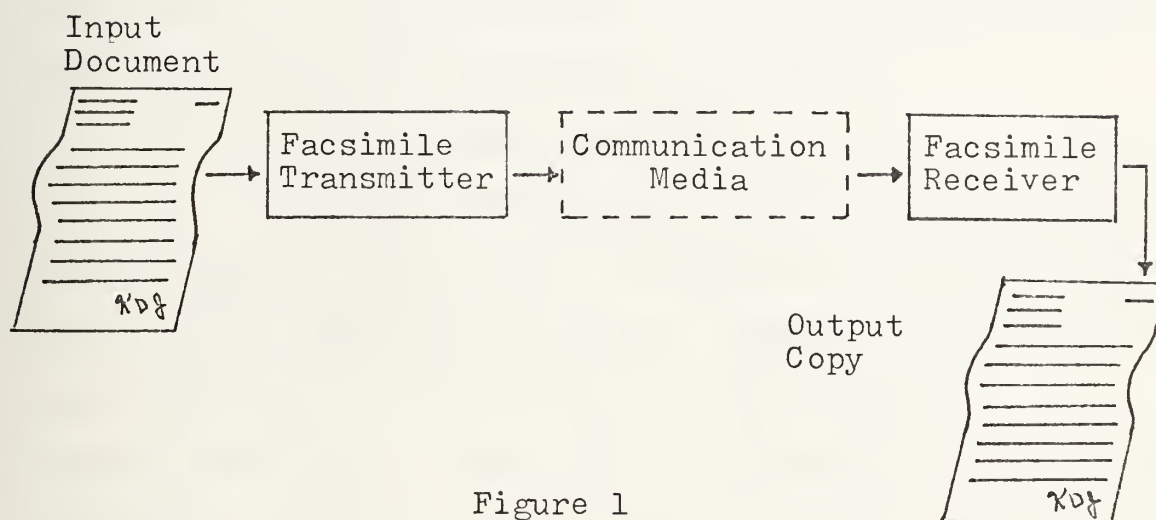 Input
Document
Facsimile
Transmitter
Communication
Media
Facsimile
Receiver
Output
Copy
Figure 1